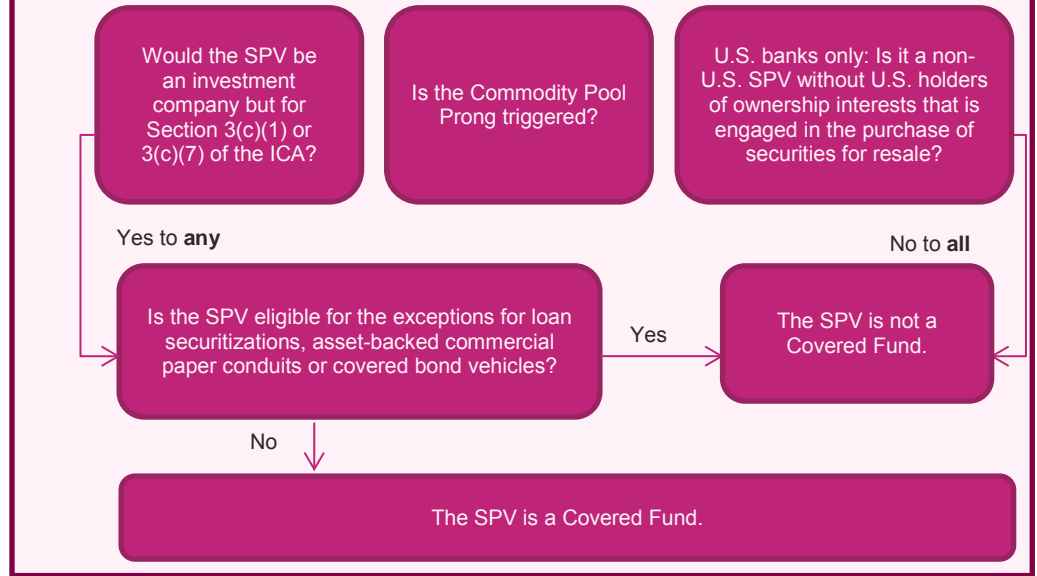 Would the SPV be
an investment
company but for
Section 3(c)(1) or
3(c)(7) of the ICA?
Is the Commodity Pool
Prong triggered?
U.S. banks only: Is it a non-
U.S. SPV without U.S. holders
of ownership interests that is
engaged in the purchase of
securities for resale?
Yes to any
No to all
Is the SPV eligible for the exceptions for loan
securitizations, asset-backed commercial
paper conduits or covered bond vehicles?
Yes
The SPV is not a
Covered Fund.
No
The SPV is a Covered Fund.